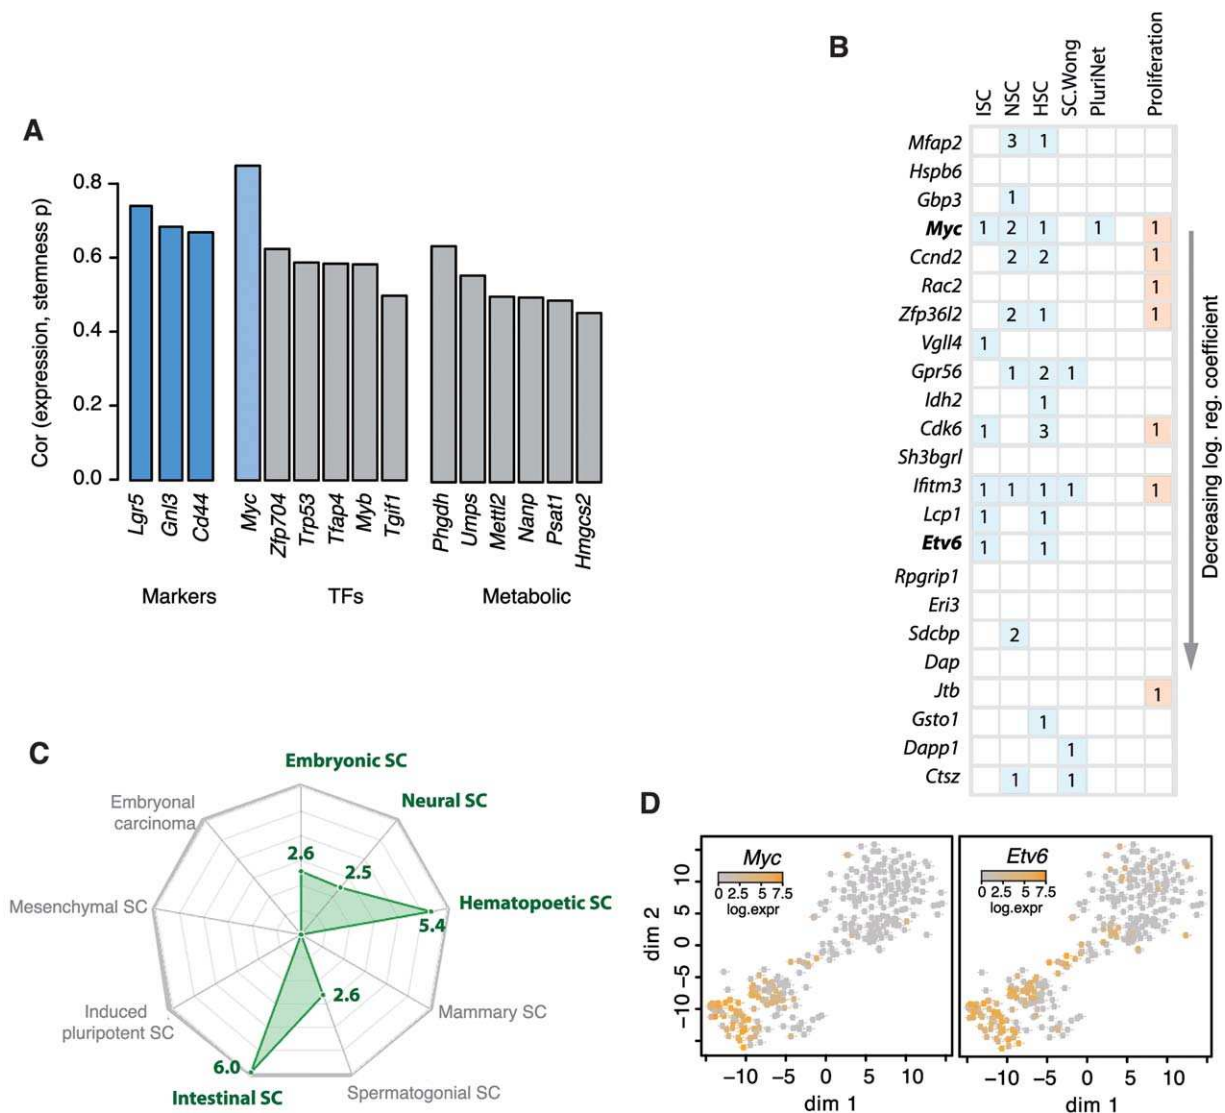 A
0.8
0.6
0.4
0.2
0.0
Cor (expression, stemness p)
Lgr5
Gnl3
Cd44
Myc
Zfp704
Trp53
Tfap4
Myb
Tgif1
Phgdh
Umps
Mettl2
Nanp
Psat1
Hmgcs2
Markers
TFs
Metabolic
B
ISC
NSC
HSC
SC.Wong
PluriNet
Proliferation
Mfap2 3 1
Hspb6
Gbp3 1
Myc 1 2 1 1 1
Ccnd2 2 2 1
Rac2 1
Zfp36l2 2 1 1
Vgll4 1
Gpr56 1 2 1
Idh2 1
Cdk6 1 3 1
Sh3bgrl
Ifitm3 1 1 1 1 1
Lcp1 1 1
Etv6 1 1
Rpgrip1
Eri3
Sdcbp 2
Dap
Jtb 1
Gsto1 1
Dapp1 1
Ctsz 1 1
Decreasing log. reg. coefficient
C
Embryonic SC
Neural SC
Hematopoetic SC
Mammary SC
Spermatogonial SC
Intestinal SC
Induced
pluripotent SC
Mesenchymal SC
Embryonal
carcinoma
2.6
2.5
5.4
2.6
6.0
D
Myc
0 2.5 5 7.5
log.expr
Etv6
0 2.5 5 7.5
log.expr
10
5
0
−5
−10
dim 2
−10 −5 0 5 10
dim 1
−10 −5 0 5 10
dim 1